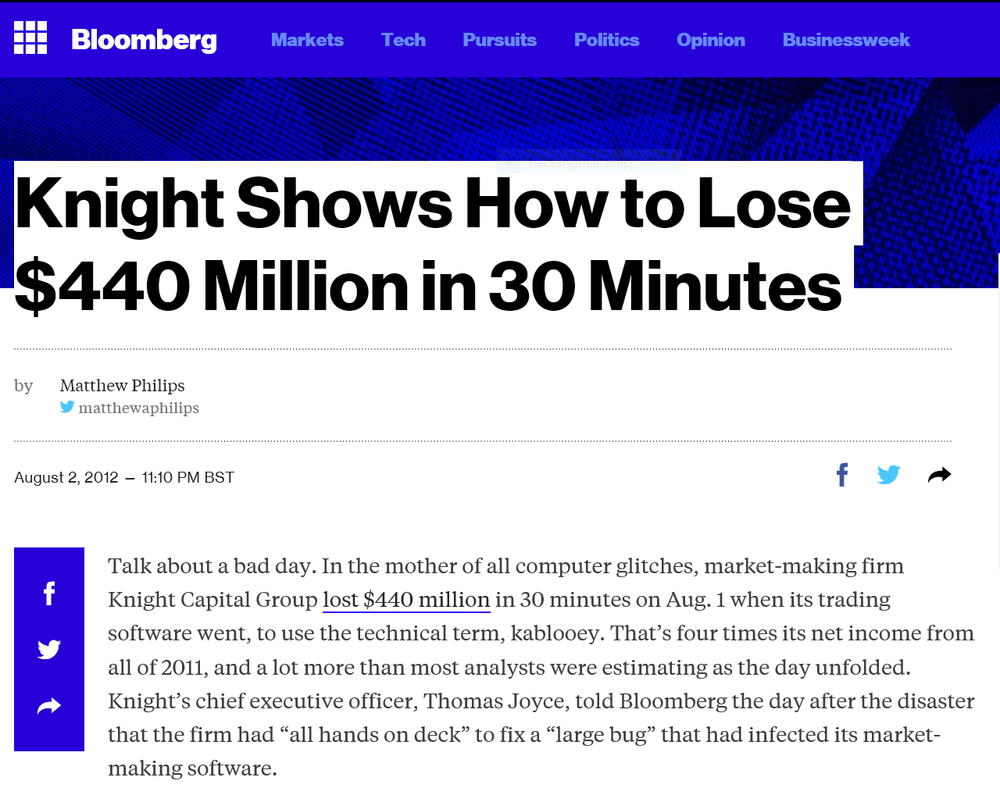 Bloomberg Markets Tech Pursuits Politics Opinion Businessweek
Rectangular Snip
Knight Shows How to Lose
$440 Million in 30 Minutes
by Matthew Philips
matthewaphilips
August 2, 2012 — 11:10 PM BST
Talk about a bad day. In the mother of all computer glitches, market-making firm
Knight Capital Group lost $440 million in 30 minutes on Aug. 1 when its trading
software went, to use the technical term, kablooey. That’s four times its net income from
all of 2011, and a lot more than most analysts were estimating as the day unfolded.
Knight’s chief executive officer, Thomas Joyce, told Bloomberg the day after the disaster
that the firm had “all hands on deck” to fix a “large bug” that had infected its market-
making software.